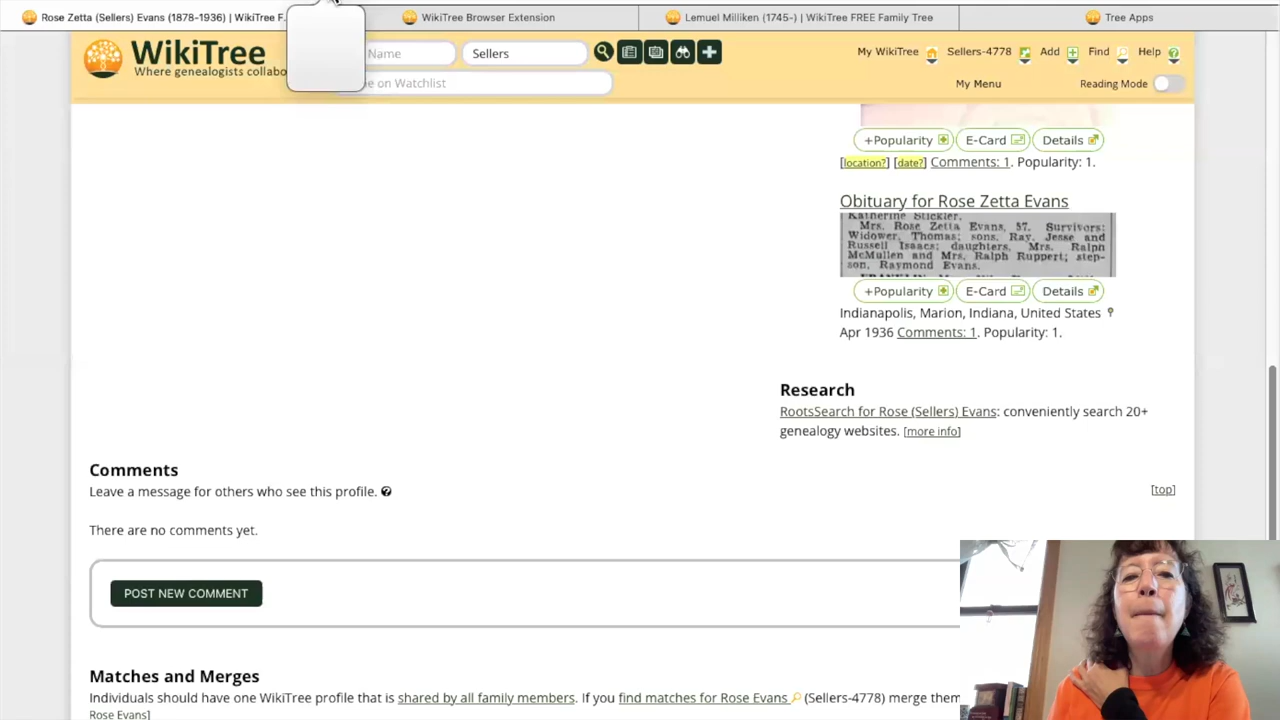 Rose Zetta (Sellers) Evans (1878-1936) | WikiTree F...
WikiTree Browser Extension
Lemuel Milliken (1745-) | WikiTree FREE Family Tree
Tree Apps
WikiTree
Where genealogists collabo
Name
Sellers
My WikiTree
Sellers-4778
Add
Find
Help
e on Watchlist
My Menu
Reading Mode
+Popularity
E-Card
Details
[location?] [date?] Comments: 1. Popularity: 1.
Obituary for Rose Zetta Evans
Katherine Stickler.
Mrs. Rose Zetta Evans, 57. Survivors:
Widower, Thomas; sons, Ray, Jesse and
Russell Isaacs; daughters, Mrs. Ralph
McMullen and Mrs. Ralph Ruppert; step-
son, Raymond Evans.
+Popularity
E-Card
Details
Indianapolis, Marion, Indiana, United States
Apr 1936 Comments: 1. Popularity: 1.
Research
RootsSearch for Rose (Sellers) Evans: conveniently search 20+
genealogy websites. [more info]
Comments
Leave a message for others who see this profile.
[top]
There are no comments yet.
POST NEW COMMENT
Matches and Merges
Individuals should have one WikiTree profile that is shared by all family members. If you find matches for Rose Evans (Sellers-4778) merge them
Rose Evans]